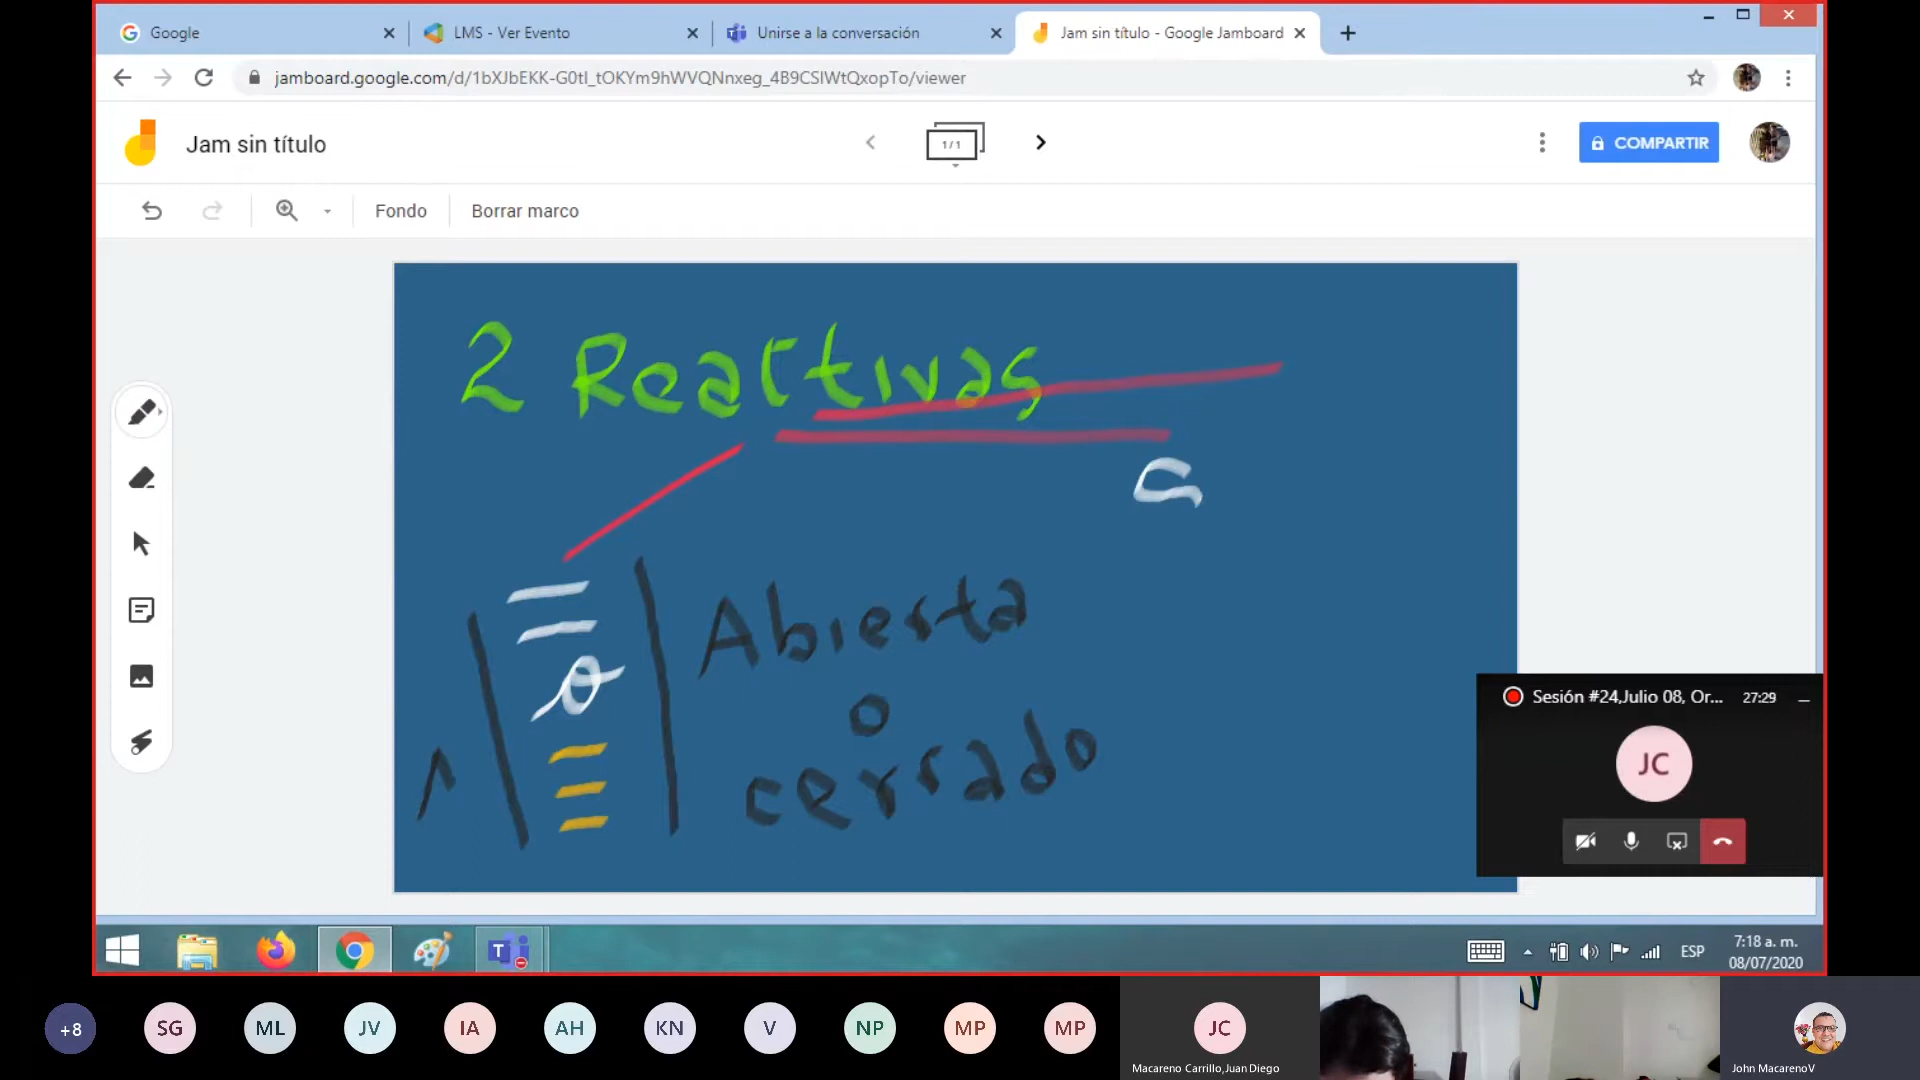 Google
LMS - Ver Evento
Unirse a la conversación
Jam sin título - Google Jamboard
jamboard.google.com/d/1bXJbEKK-G0tI_tOKYm9hWVQNnxeg_4B9CSIWtQxopTo/viewer
Jam sin título
1/1
COMPARTIR
Fondo
Borrar marco
2 Reactivas
Abierta
o
cerrado
Sesión #24,Julio 08, Or...
27:29
JC
ESP
7:18 a. m.
08/07/2020
+8
SG
ML
JV
IA
AH
KN
V
NP
MP
MP
JC
Macareno Carrillo,Juan Diego
John MacarenoV